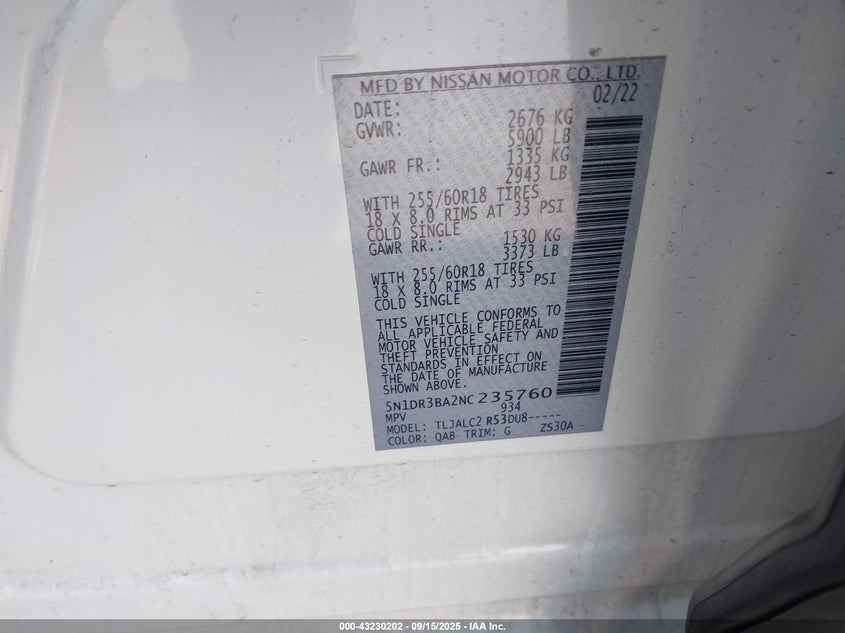 MFD BY NISSAN MOTOR CO., LTD.
DATE: 02/22
GVWR: 2676 KG
5900 LB
GAWR FR.: 1335 KG
2943 LB
WITH 255/60R18 TIRES
18 X 8.0 RIMS AT 33 PSI
COLD SINGLE
GAWR RR.: 1530 KG
3373 LB
WITH 255/60R18 TIRES
18 X 8.0 RIMS AT 33 PSI
COLD SINGLE
THIS VEHICLE CONFORMS TO
ALL APPLICABLE FEDERAL
MOTOR VEHICLE SAFETY AND
THEFT PREVENTION
STANDARDS IN EFFECT ON
THE DATE OF MANUFACTURE
SHOWN ABOVE.
5N1DR3BA2NC235760
MPV 934
MODEL: TLJALC2 R53DU8-----
COLOR: QAB TRIM: G ZS30A -
000-43230202 - 09/15/2025 - IAA Inc.